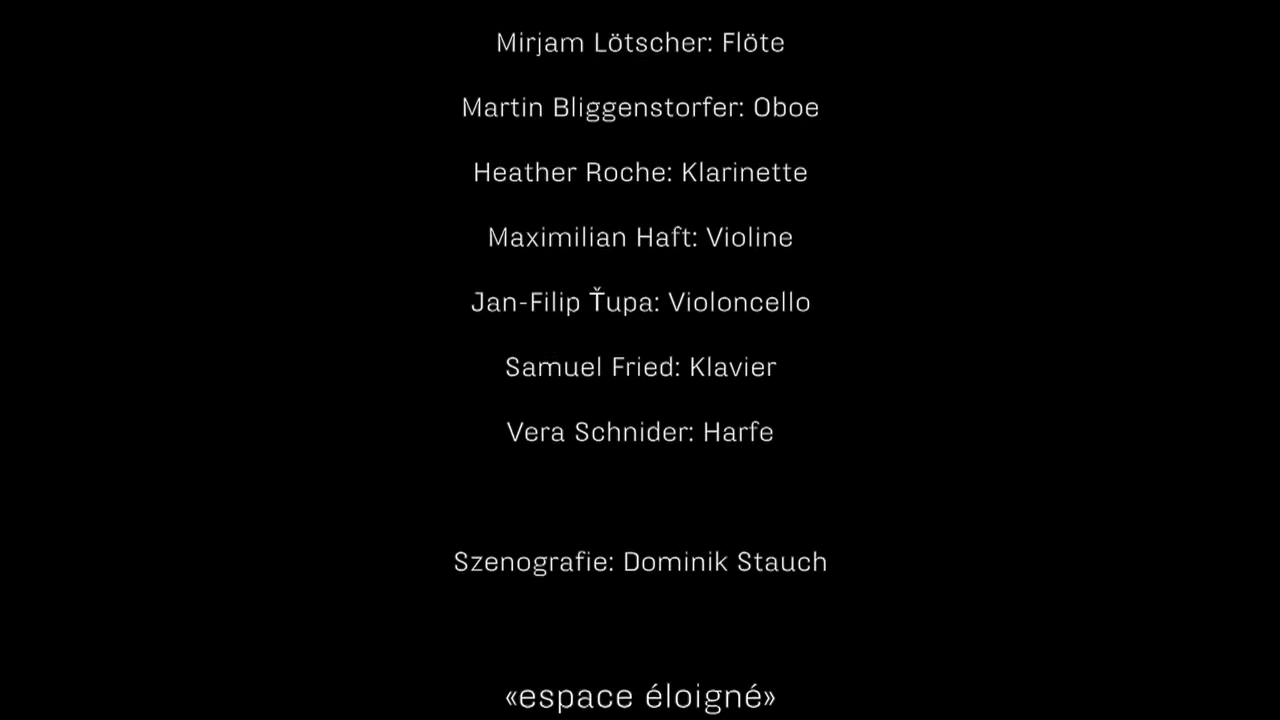 Mirjam Lötscher: Flöte
Martin Bliggenstorfer: Oboe
Heather Roche: Klarinette
Maximilian Haft: Violine
Jan-Filip Ťupa: Violoncello
Samuel Fried: Klavier
Vera Schnider: Harfe
Szenografie: Dominik Stauch
«espace éloigné»